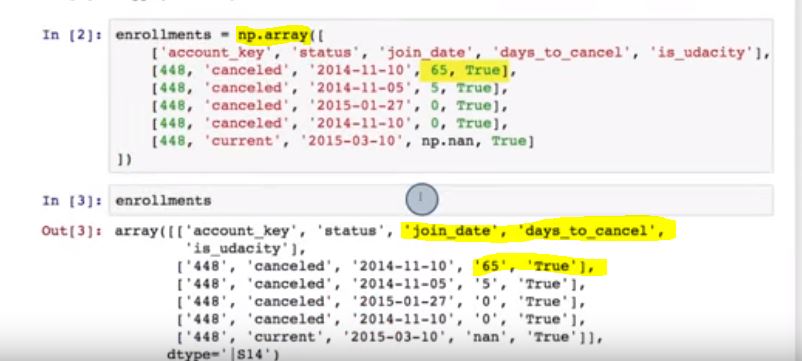 In [2]: enrollments = np.array([
['account_key', 'status', 'join_date', 'days_to_cancel', 'is_udacity'],
[448, 'canceled', '2014-11-10', 65, True],
[448, 'canceled', '2014-11-05', 5, True],
[448, 'canceled', '2015-01-27', 0, True],
[448, 'canceled', '2014-11-10', 0, True],
[448, 'current', '2015-03-10', np.nan, True]
])
In [3]: enrollments
Out[3]: array([['account_key', 'status', 'join_date', 'days_to_cancel',
'is_udacity'],
['448', 'canceled', '2014-11-10', '65', 'True'],
['448', 'canceled', '2014-11-05', '5', 'True'],
['448', 'canceled', '2015-01-27', '0', 'True'],
['448', 'canceled', '2014-11-10', '0', 'True'],
['448', 'current', '2015-03-10', 'nan', 'True']],
dtype='|S14')